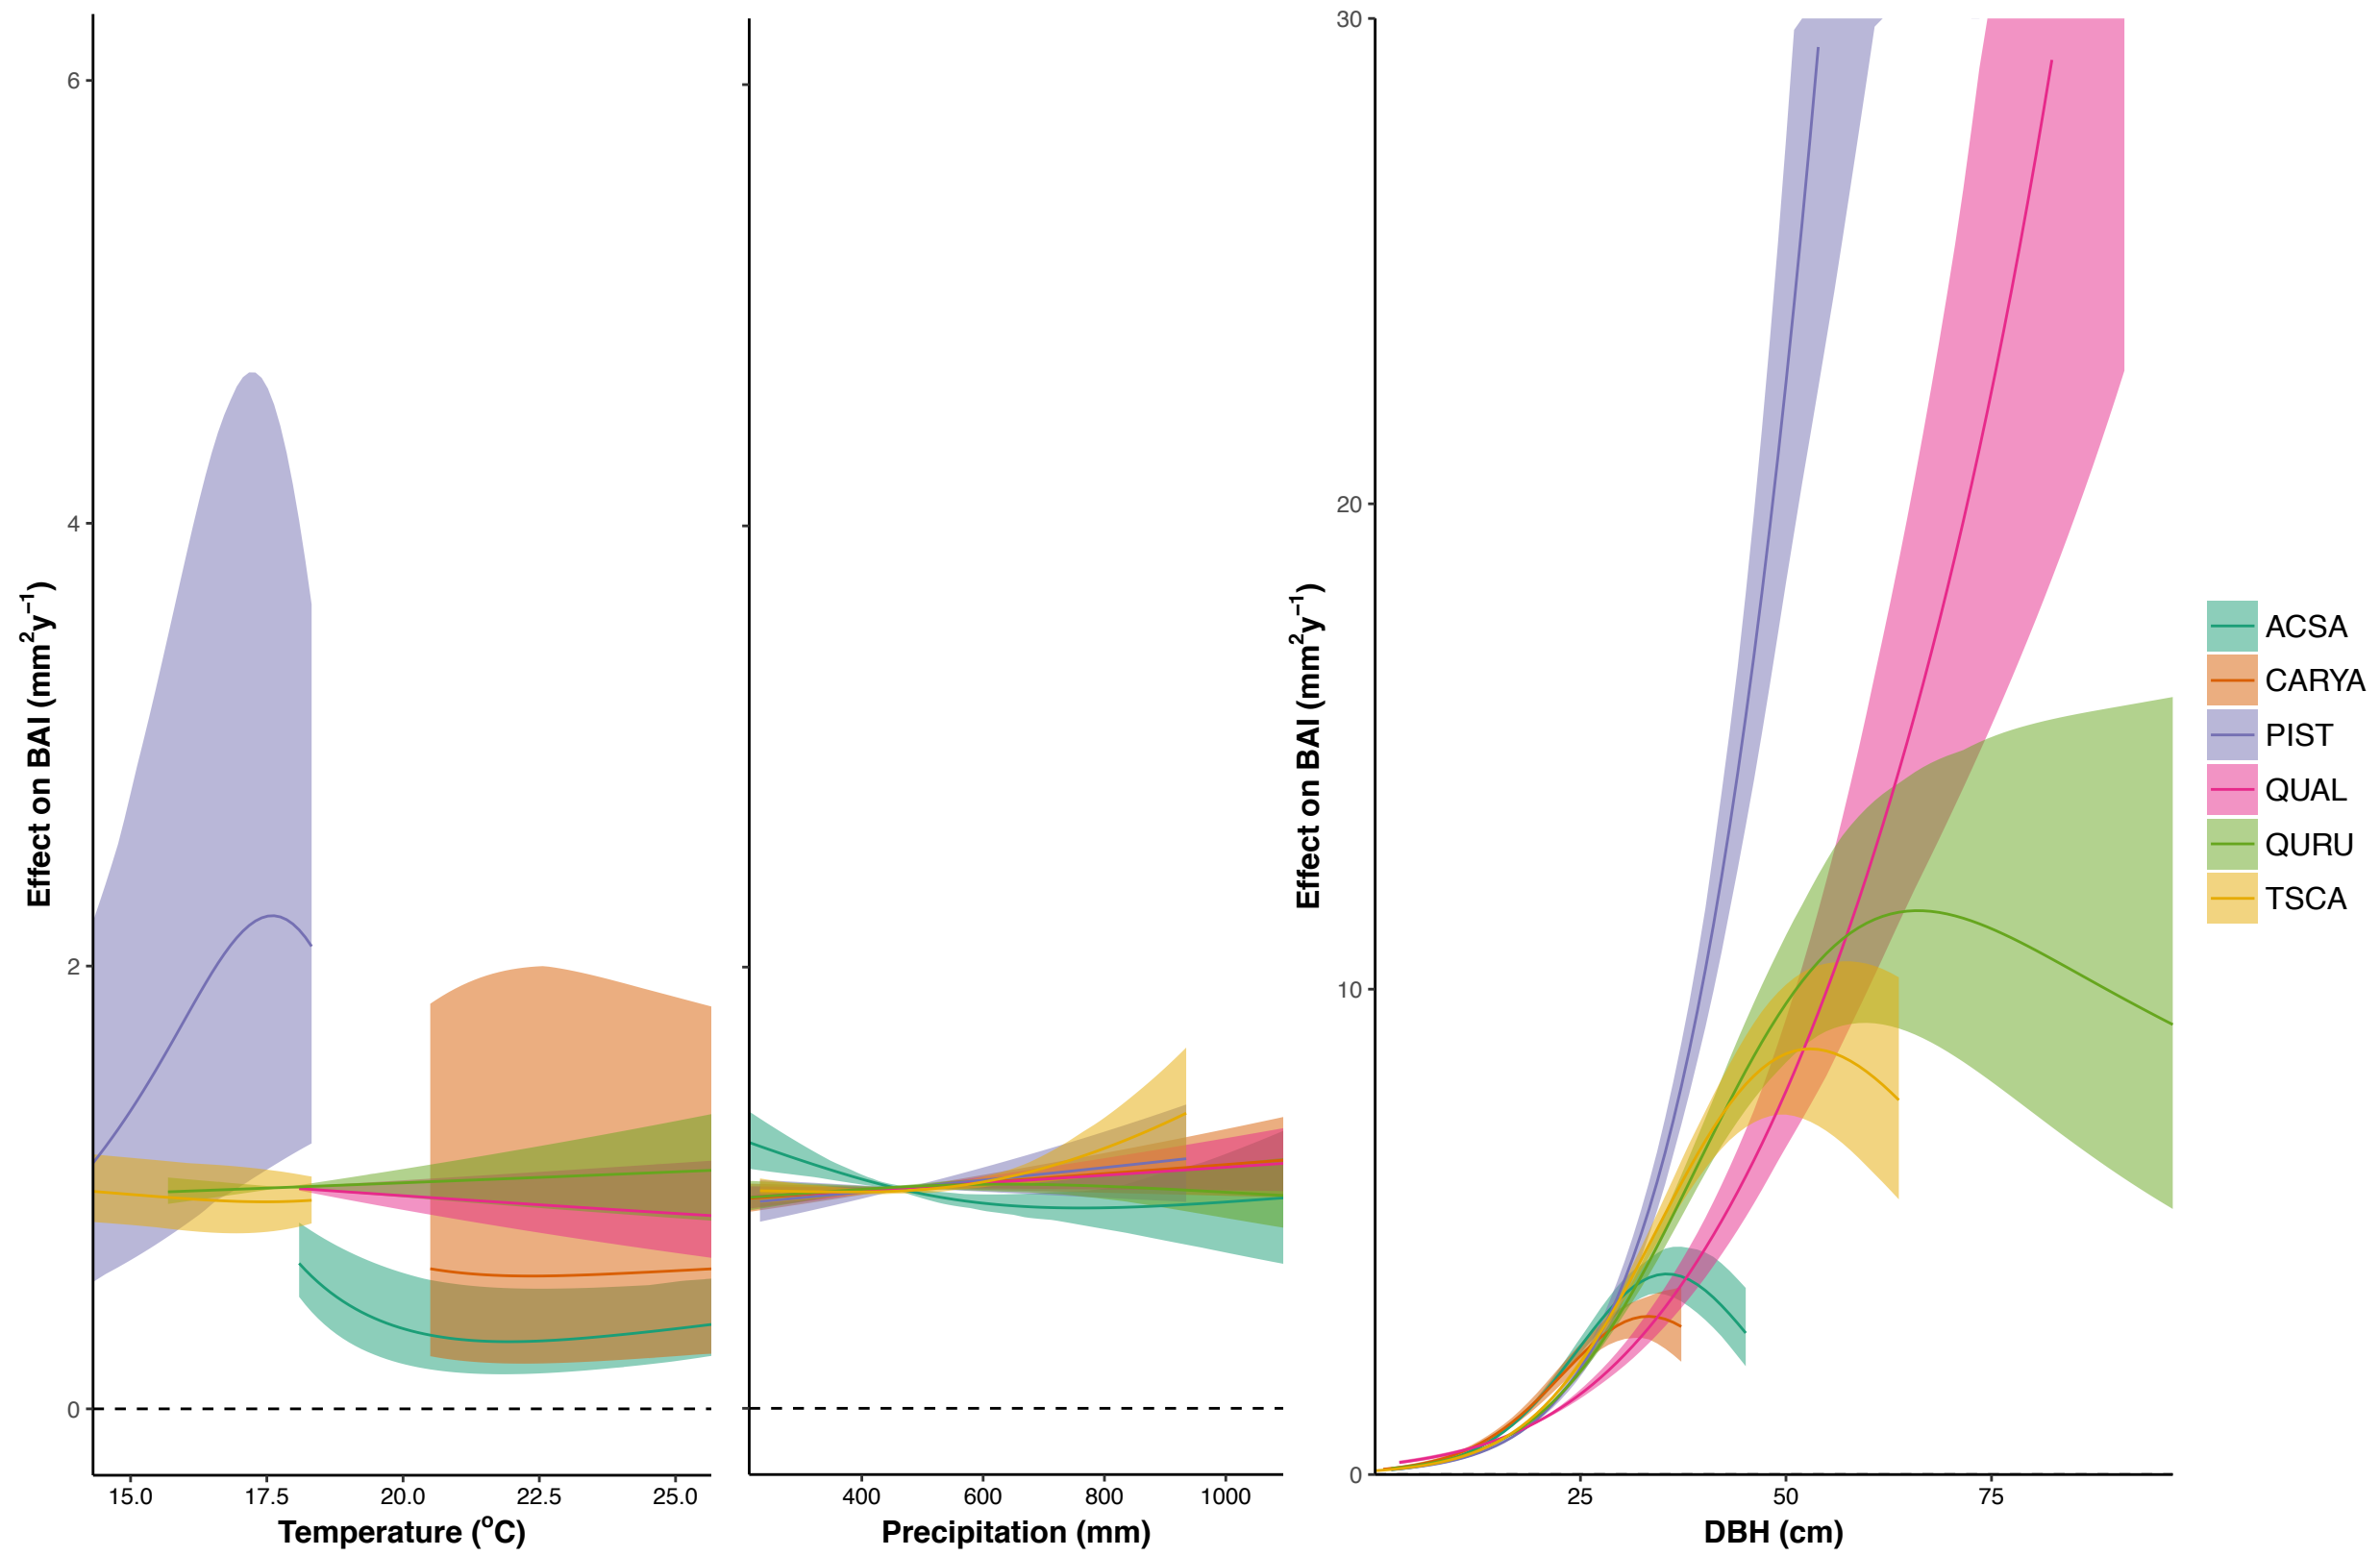 6
4
2
0
Effect on BAI (mm²y⁻¹)
15.0 17.5 20.0 22.5 25.0
Temperature (°C)
400 600 800 1000
Precipitation (mm)
30
20
10
0
Effect on BAI (mm²y⁻¹)
25 50 75
DBH (cm)
ACSA
CARYA
PIST
QUAL
QURU
TSCA